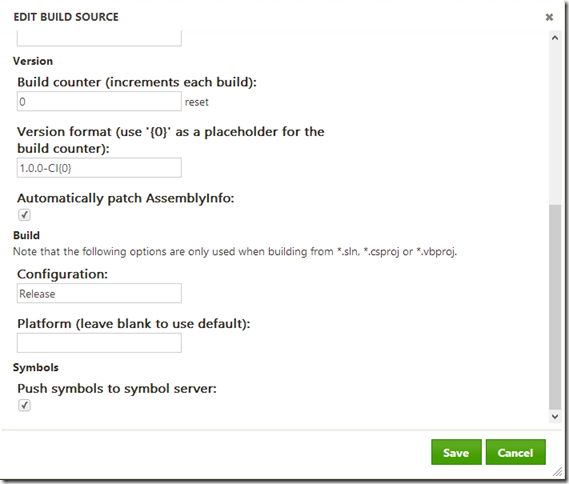 EDIT BUILD SOURCE
Version
Build counter (increments each build):
0 reset
Version format (use '{0}' as a placeholder for the
build counter):
1.0.0-CI{0}
Automatically patch AssemblyInfo:
Build
Note that the following options are only used when building from *.sln, *.csproj or *.vbproj.
Configuration:
Release
Platform (leave blank to use default):
Symbols
Push symbols to symbol server:
Save Cancel